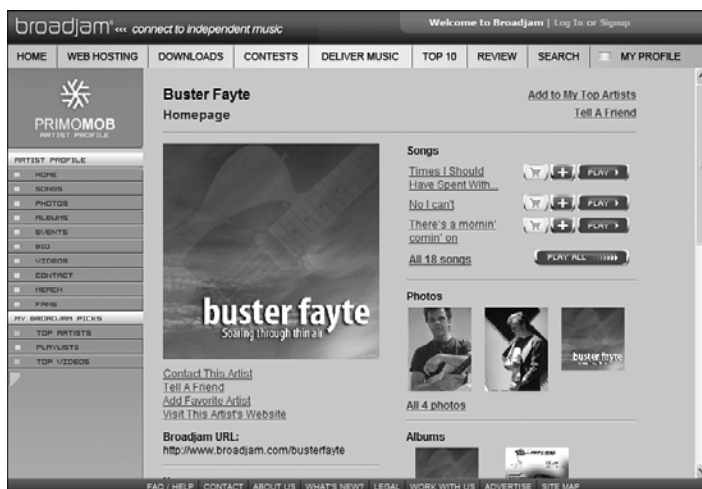 broadjam ‹‹‹ connect to independent music
Welcome to Broadjam | Log In or Signup
HOME WEB HOSTING DOWNLOADS CONTESTS DELIVER MUSIC TOP 10 REVIEW SEARCH MY PROFILE
PRIMOMOB
ARTIST PROFILE
ARTIST PROFILE
HOME
SONGS
PHOTOS
ALBUMS
EVENTS
BIO
VIDEOS
CONTACT
MERCH
FANS
MY BROADJAM PICKS
TOP ARTISTS
PLAYLISTS
TOP VIDEOS
Buster Fayte
Homepage
Add to My Top Artists
Tell A Friend
buster fayte
Soaring through thin air
Contact This Artist
Tell A Friend
Add Favorite Artist
Visit This Artist's Website
Broadjam URL:
http://www.broadjam.com/busterfayte
Songs
Times I Should
Have Spent With...
PLAY
No I can't
PLAY
There's a mornin'
comin' on
PLAY
All 18 songs
PLAY ALL
Photos
buster fayte
All 4 photos
Albums
FAQ / HELP CONTACT ABOUT US WHAT'S NEW? LEGAL WORK WITH US ADVERTISE SITE MAP